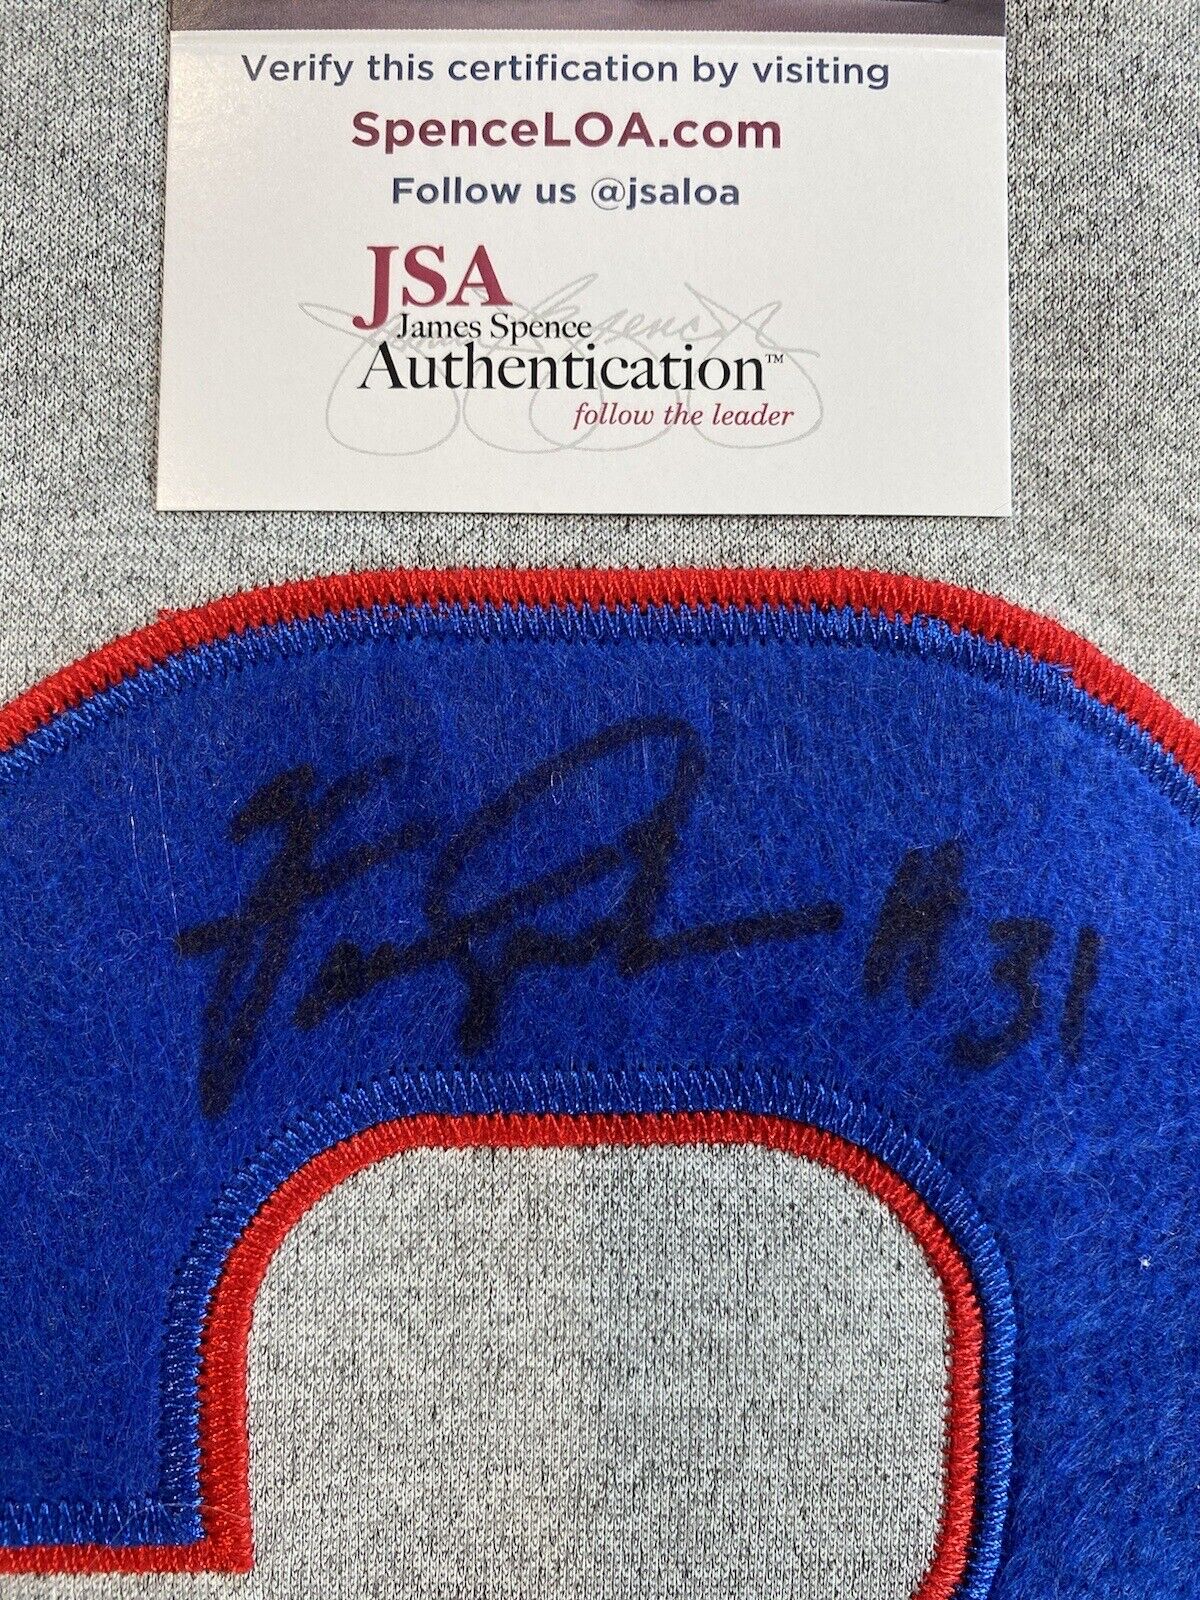 Verify this certification by visiting
SpenceLOA.com
Follow us @jsaloa
JSA
James Spence
Authentication™
follow the leader
#31